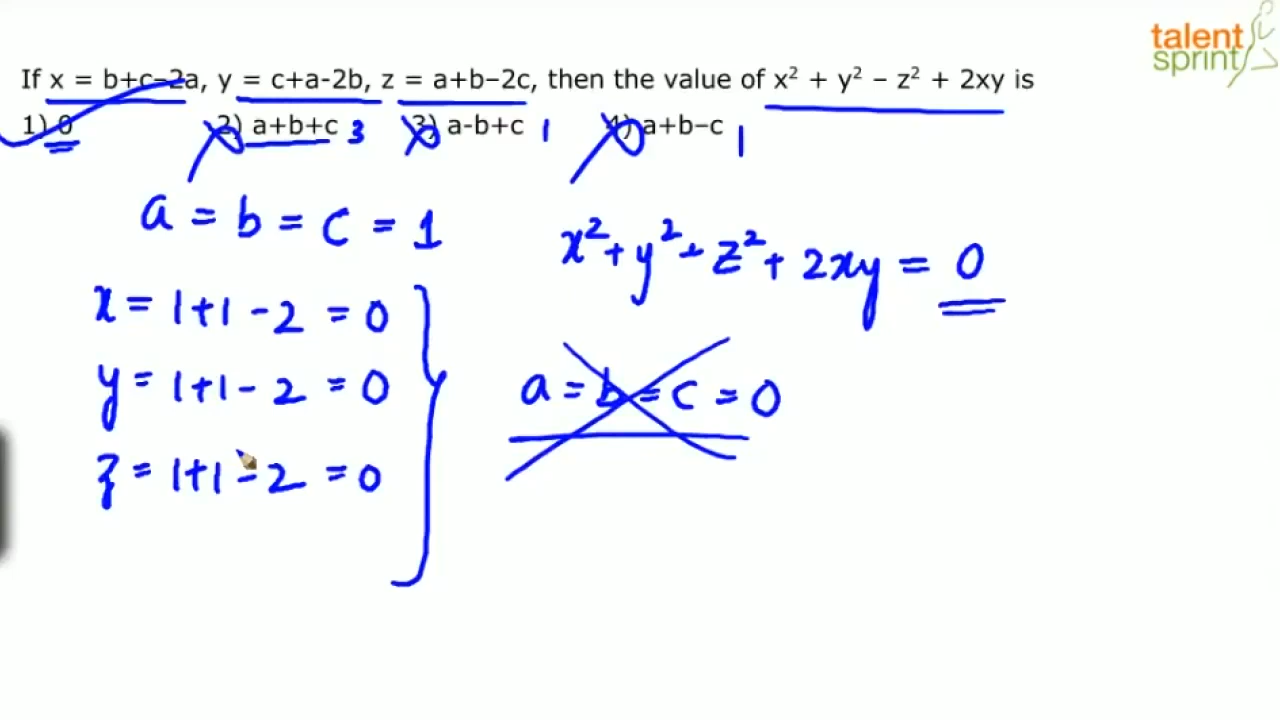 talent
sprint
If x = b+c–2a, y = c+a-2b, z = a+b–2c, then the value of x² + y² – z² + 2xy is
1) 0 2) a+b+c 3 3) a-b+c 1 4) a+b–c 1
a = b = c = 1
x² + y² - z² + 2xy = 0
x = 1+1-2 = 0
y = 1+1-2 = 0
a = b = c = 0
z = 1+1-2 = 0